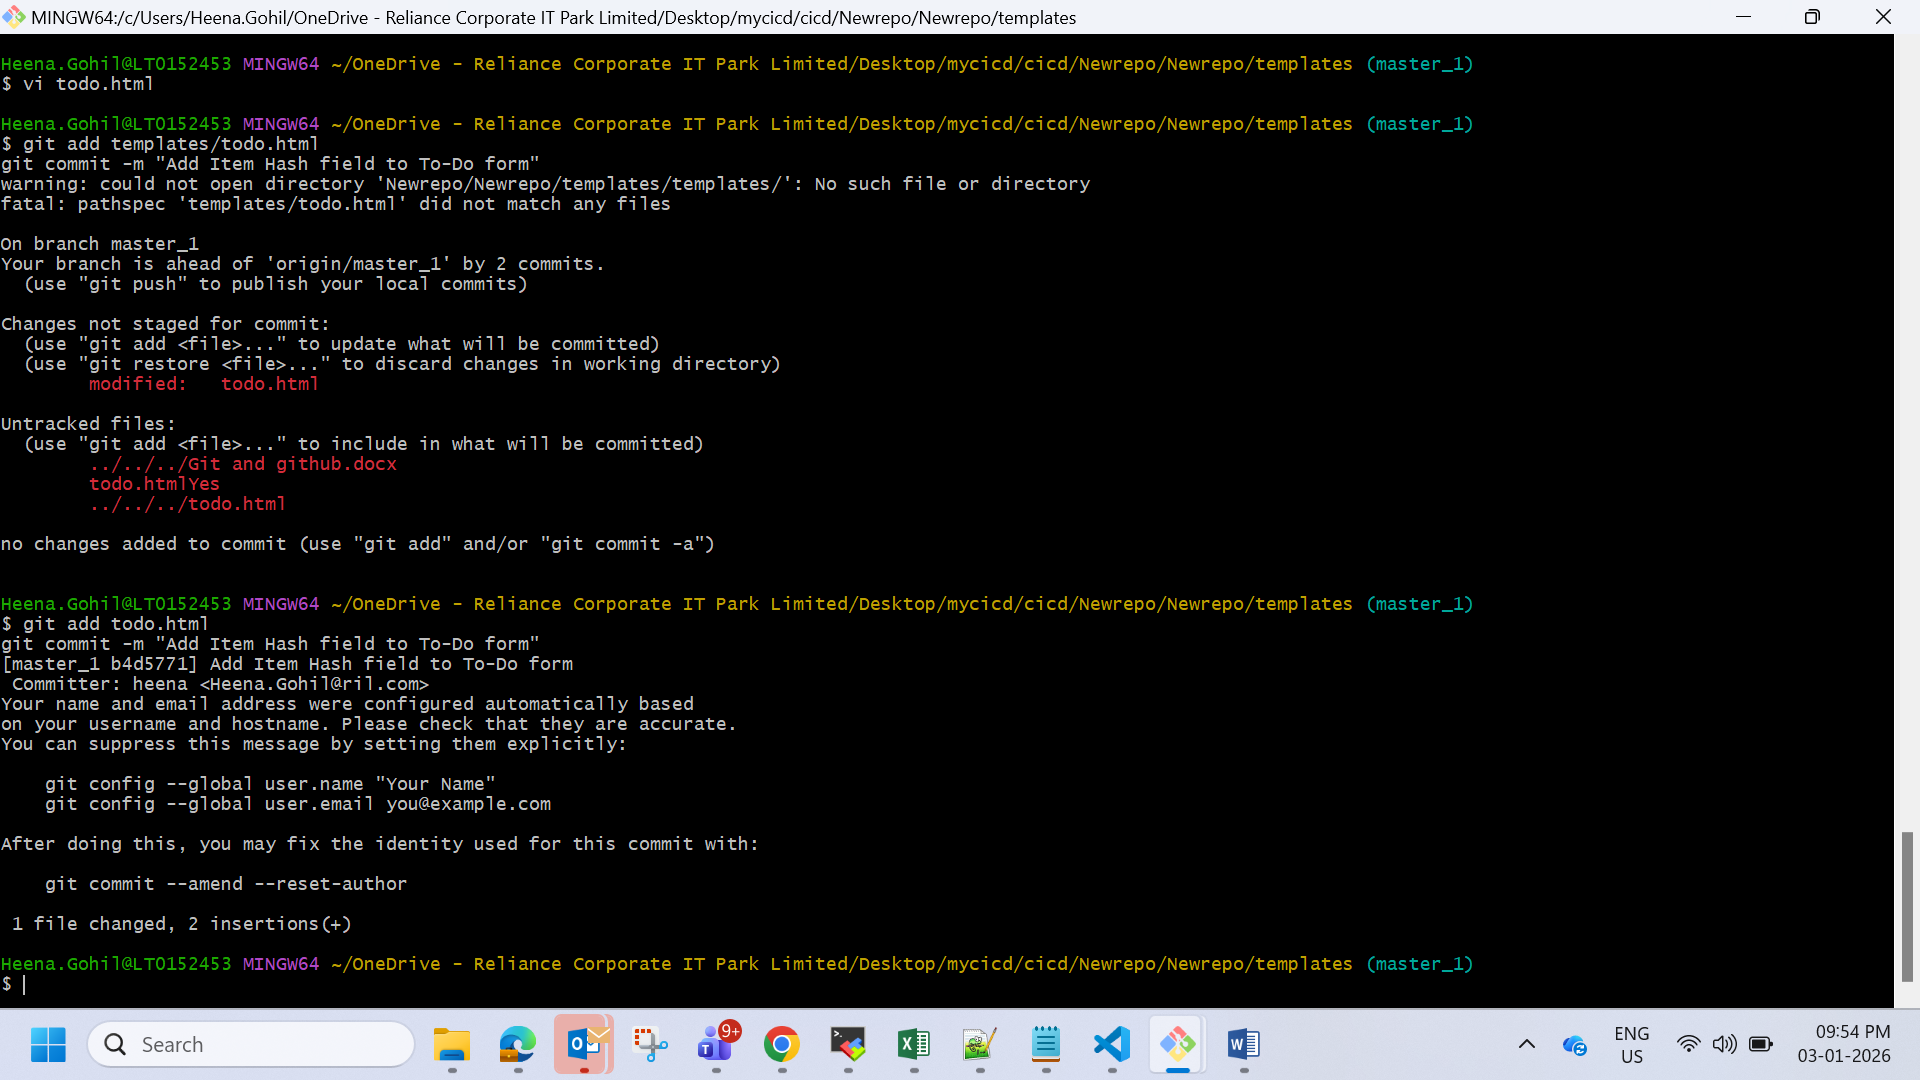 MINGW64:/c/Users/Heena.Gohil/OneDrive - Reliance Corporate IT Park Limited/Desktop/mycicd/cicd/Newrepo/Newrepo/templates
Heena.Gohil@LT0152453 MINGW64 ~/OneDrive - Reliance Corporate IT Park Limited/Desktop/mycicd/cicd/Newrepo/Newrepo/templates (master_1)
$ vi todo.html
Heena.Gohil@LT0152453 MINGW64 ~/OneDrive - Reliance Corporate IT Park Limited/Desktop/mycicd/cicd/Newrepo/Newrepo/templates (master_1)
$ git add templates/todo.html
git commit -m "Add Item Hash field to To-Do form"
warning: could not open directory 'Newrepo/Newrepo/templates/templates/': No such file or directory
fatal: pathspec 'templates/todo.html' did not match any files
On branch master_1
Your branch is ahead of 'origin/master_1' by 2 commits.
  (use "git push" to publish your local commits)
Changes not staged for commit:
  (use "git add <file>..." to update what will be committed)
  (use "git restore <file>..." to discard changes in working directory)
        modified:   todo.html
Untracked files:
  (use "git add <file>..." to include in what will be committed)
        ../../../Git and github.docx
        todo.htmlYes
        ../../../todo.html
no changes added to commit (use "git add" and/or "git commit -a")
Heena.Gohil@LT0152453 MINGW64 ~/OneDrive - Reliance Corporate IT Park Limited/Desktop/mycicd/cicd/Newrepo/Newrepo/templates (master_1)
$ git add todo.html
git commit -m "Add Item Hash field to To-Do form"
[master_1 b4d5771] Add Item Hash field to To-Do form
 Committer: heena <Heena.Gohil@ril.com>
Your name and email address were configured automatically based
on your username and hostname. Please check that they are accurate.
You can suppress this message by setting them explicitly:
    git config --global user.name "Your Name"
    git config --global user.email you@example.com
After doing this, you may fix the identity used for this commit with:
    git commit --amend --reset-author
 1 file changed, 2 insertions(+)
Heena.Gohil@LT0152453 MINGW64 ~/OneDrive - Reliance Corporate IT Park Limited/Desktop/mycicd/cicd/Newrepo/Newrepo/templates (master_1)
$
Search
9+
ENG
US
09:54 PM
03-01-2026